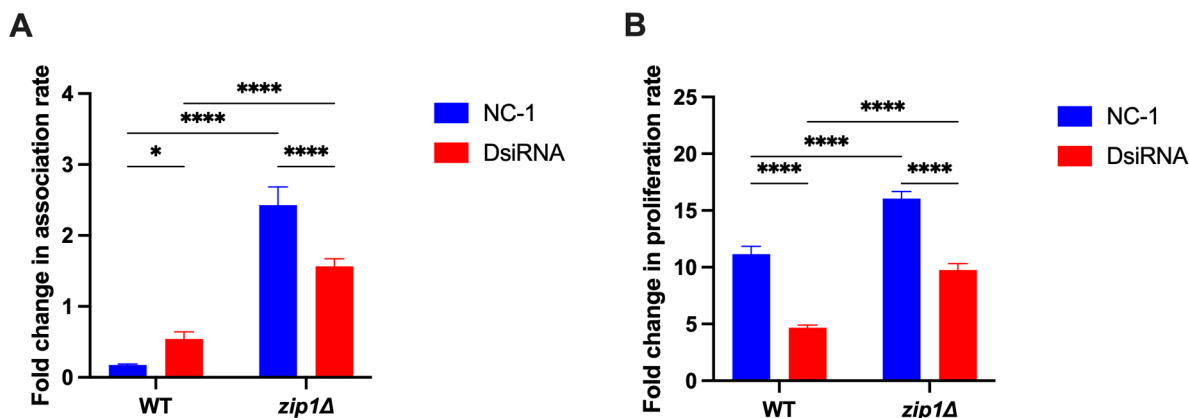 A
Fold change in association rate
4
3
2
1
0
****
****
*
****
WT
zip1Δ
NC-1
DsiRNA
B
Fold change in proliferation rate
25
20
15
10
5
0
****
****
****
****
WT
zip1Δ
NC-1
DsiRNA